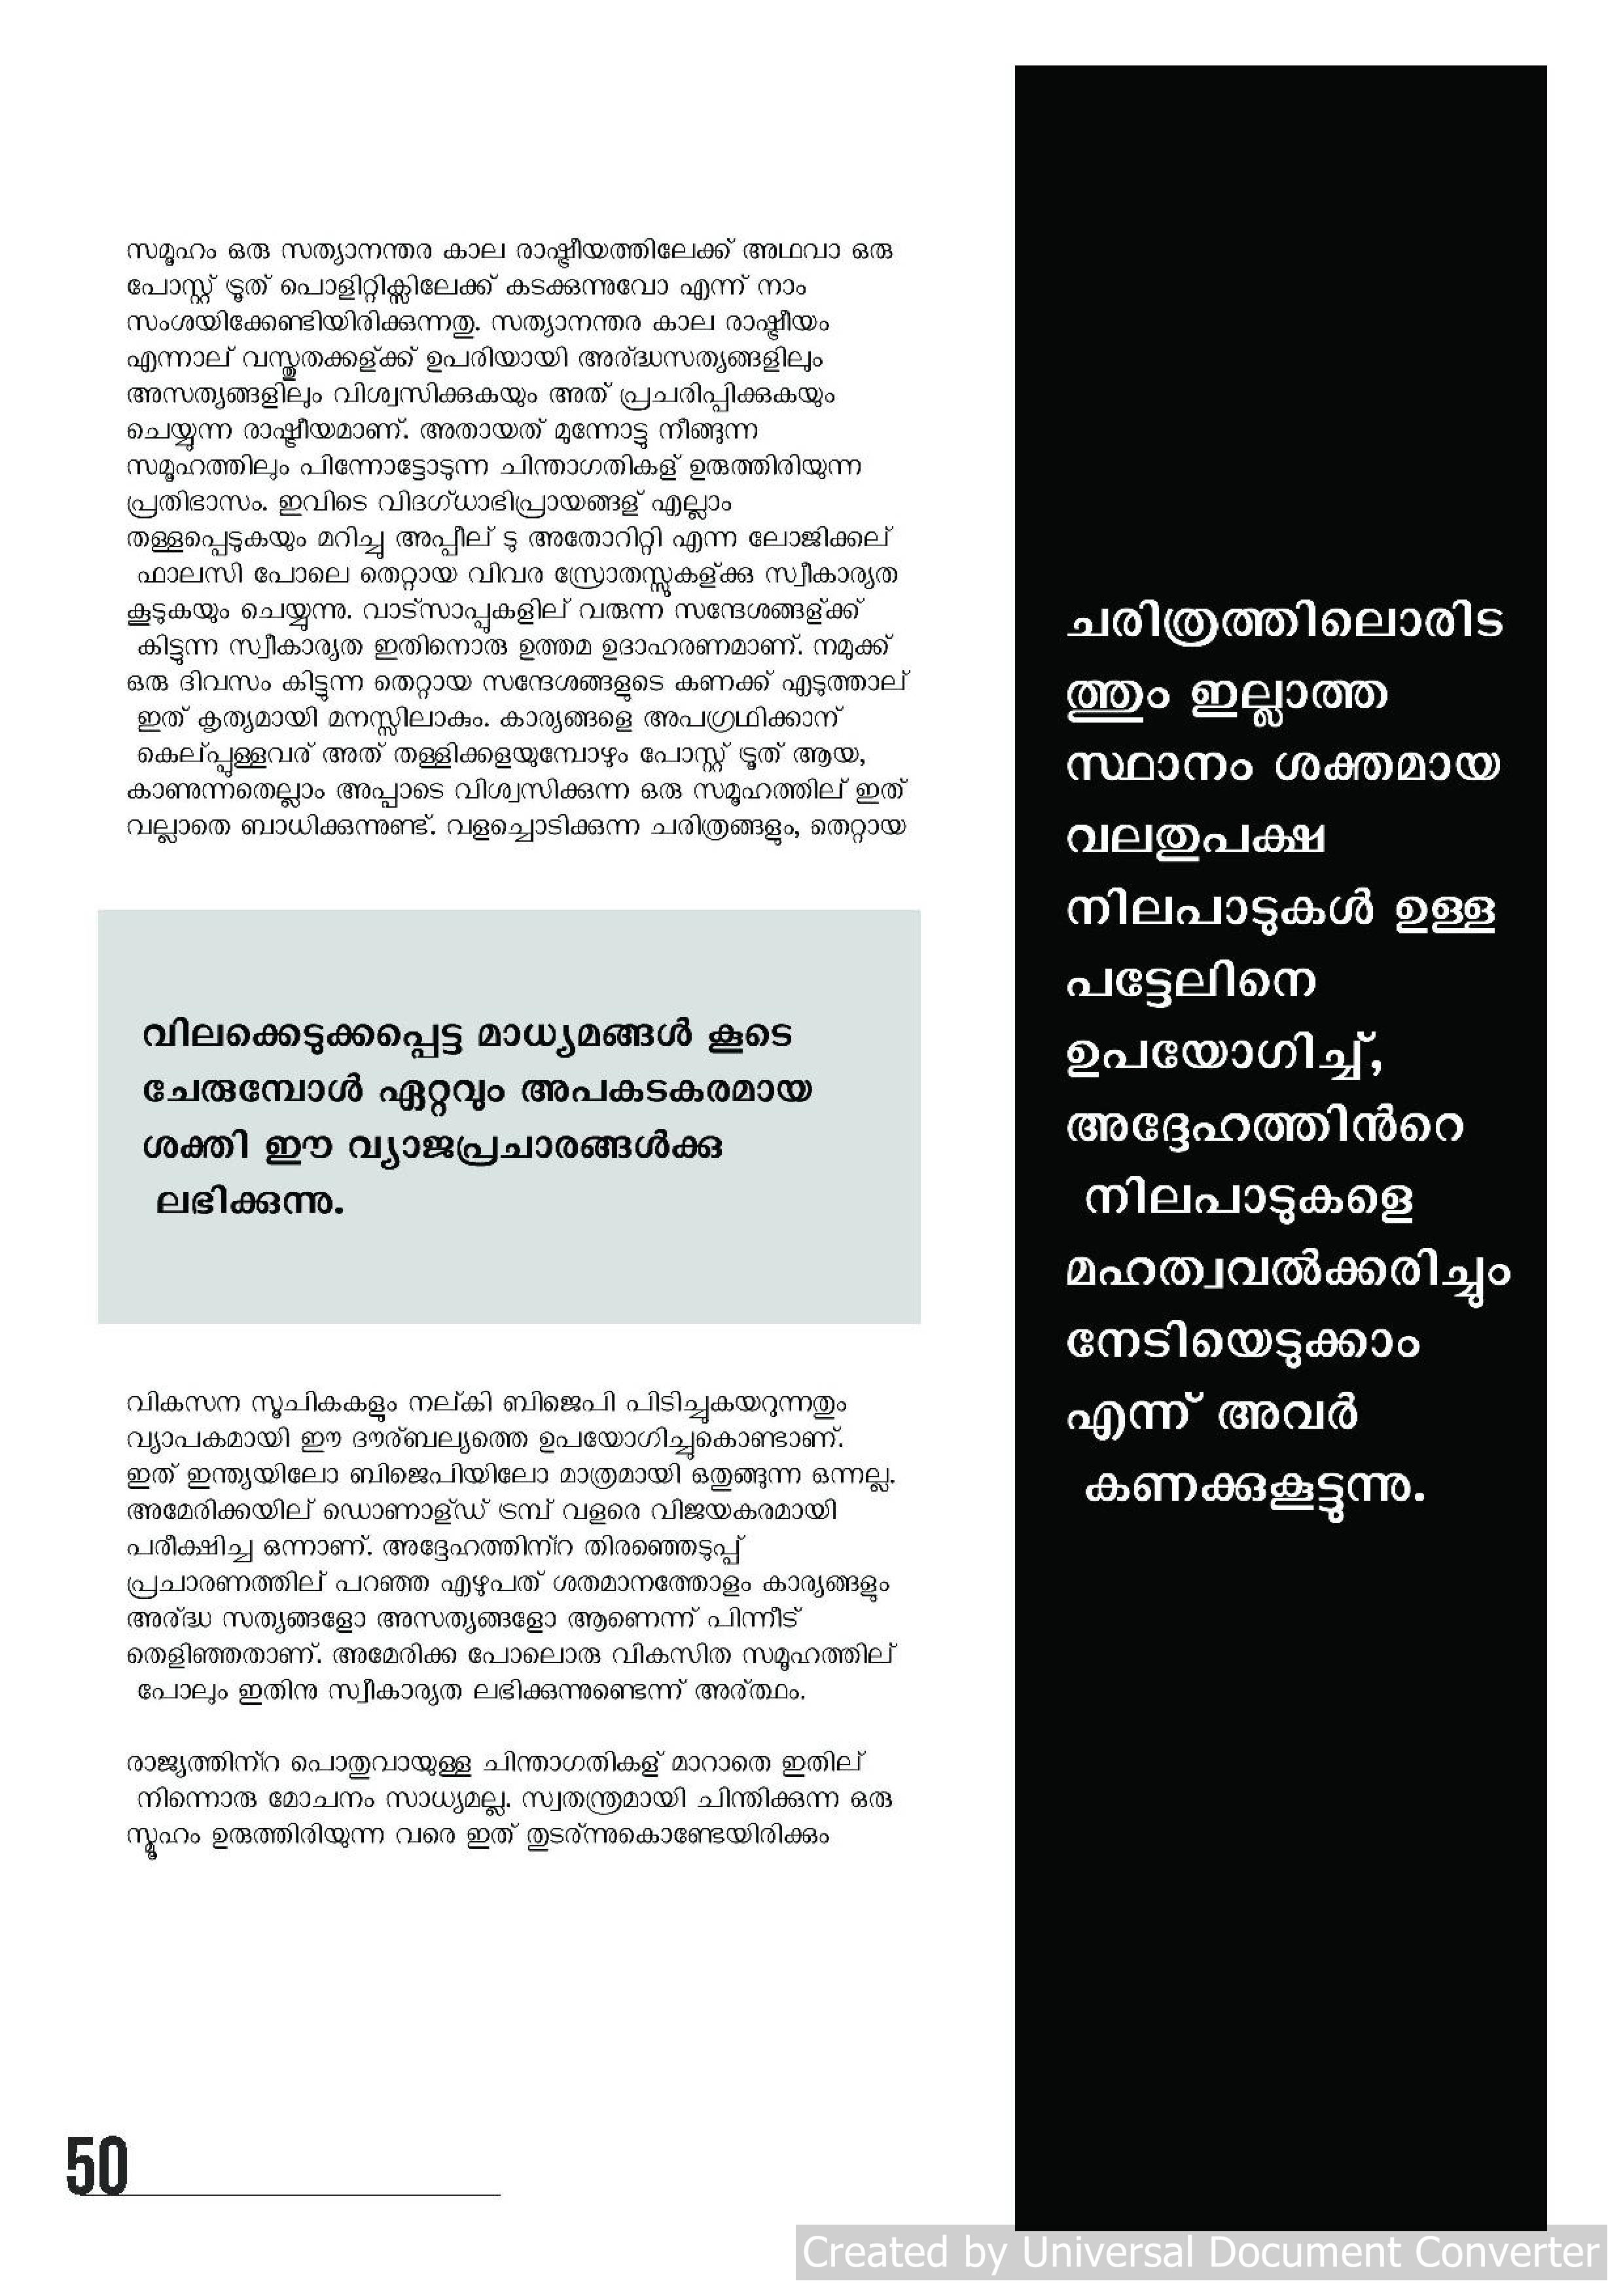 സമൂഹം ഒരു സത്യാനന്തര കാല രാഷ്ട്രീയത്തിലേക്ക് അഥവാ ഒരു
പോസ്റ്റ് ട്രൂത് പൊളിറ്റിക്സിലേക്ക് കടക്കുന്നുവോ എന്ന് നാം
സംശയിക്കേണ്ടിയിരിക്കുന്നതു. സത്യാനന്തര കാല രാഷ്ട്രീയം
എന്നാല് വസ്തുതക്കള്ക്ക് ഉപരിയായി അര്ദ്ധസത്യങ്ങളിലും
അസത്യങ്ങളിലും വിശ്വസിക്കുകയും അത് പ്രചരിപ്പിക്കുകയും
ചെയ്യുന്ന രാഷ്ട്രീയമാണ്. അതായത് മുന്നോട്ടു നീങ്ങുന്ന
സമൂഹത്തിലും പിന്നോട്ടോടുന്ന ചിന്താഗതികള് ഉരുത്തിരിയുന്ന
പ്രതിഭാസം. ഇവിടെ വിദഗ്ധാഭിപ്രായങ്ങള് എല്ലാം
തള്ളപ്പെടുകയും മറിച്ചു അപ്പീല് ടു അതോറിറ്റി എന്ന ലോജിക്കല്
ഫാലസി പോലെ തെറ്റായ വിവര സ്രോതസ്സുകള്ക്കു സ്വീകാര്യത
കൂടുകയും ചെയ്യുന്നു. വാട്സാപ്പുകളില് വരുന്ന സന്ദേശങ്ങള്ക്ക്
കിട്ടുന്ന സ്വീകാര്യത ഇതിനൊരു ഉത്തമ ഉദാഹരണമാണ്. നമുക്ക്
ഒരു ദിവസം കിട്ടുന്ന തെറ്റായ സന്ദേശങ്ങളുടെ കണക്ക് എടുത്താല്
ഇത് കൃത്യമായി മനസ്സിലാകും. കാര്യങ്ങളെ അപഗ്രഥിക്കാന്
കെല്പ്പുള്ളവര് അത് തള്ളിക്കളയുമ്പോഴും പോസ്റ്റ് ട്രൂത് ആയ,
കാണുന്നതെല്ലാം അപ്പാടെ വിശ്വസിക്കുന്ന ഒരു സമൂഹത്തില് ഇത്
വല്ലാതെ ബാധിക്കുന്നുണ്ട്. വളച്ചൊടിക്കുന്ന ചരിത്രങ്ങളും, തെറ്റായ
വിലക്കെടുക്കപ്പെട്ട മാധ്യമങ്ങൾ കൂടെ
ചേരുമ്പോൾ ഏറ്റവും അപകടകരമായ
ശക്തി ഈ വ്യാജപ്രചാരങ്ങൾക്കു
ലഭിക്കുന്നു.
വികസന സൂചികകളും നല്കി ബിജെപി പിടിച്ചുകയറുന്നതും
വ്യാപകമായി ഈ ദൗര്ബല്യത്തെ ഉപയോഗിച്ചുകൊണ്ടാണ്.
ഇത് ഇന്ത്യയിലോ ബിജെപിയിലോ മാത്രമായി ഒതുങ്ങുന്ന ഒന്നല്ല.
അമേരിക്കയില് ഡൊണാള്ഡ് ട്രമ്പ് വളരെ വിജയകരമായി
പരീക്ഷിച്ച ഒന്നാണ്. അദ്ദേഹത്തിന്റ തിരഞ്ഞെടുപ്പ്
പ്രചാരണത്തില് പറഞ്ഞ എഴുപത് ശതമാനത്തോളം കാര്യങ്ങളും
അര്ദ്ധ സത്യങ്ങളോ അസത്യങ്ങളോ ആണെന്ന് പിന്നീട്
തെളിഞ്ഞതാണ്. അമേരിക്ക പോലൊരു വികസിത സമൂഹത്തില്
പോലും ഇതിനു സ്വീകാര്യത ലഭിക്കുന്നുണ്ടെന്ന് അര്ത്ഥം.
രാജ്യത്തിന്റ പൊതുവായുള്ള ചിന്താഗതികള് മാറാതെ ഇതില്
നിന്നൊരു മോചനം സാധ്യമല്ല. സ്വതന്ത്രമായി ചിന്തിക്കുന്ന ഒരു
സ്മൂഹം ഉരുത്തിരിയുന്ന വരെ ഇത് തുടര്ന്നുകൊണ്ടേയിരിക്കും
ചരിത്രത്തിലൊരിട
ത്തും ഇല്ലാത്ത
സ്ഥാനം ശക്തമായ
വലതുപക്ഷ
നിലപാടുകൾ ഉള്ള
പട്ടേലിനെ
ഉപയോഗിച്ച്,
അദ്ദേഹത്തിൻറെ
നിലപാടുകളെ
മഹത്വവൽക്കരിച്ചും
നേടിയെടുക്കാം
എന്ന് അവർ
കണക്കുകൂട്ടുന്നു.
50
Created by Universal Document Converter